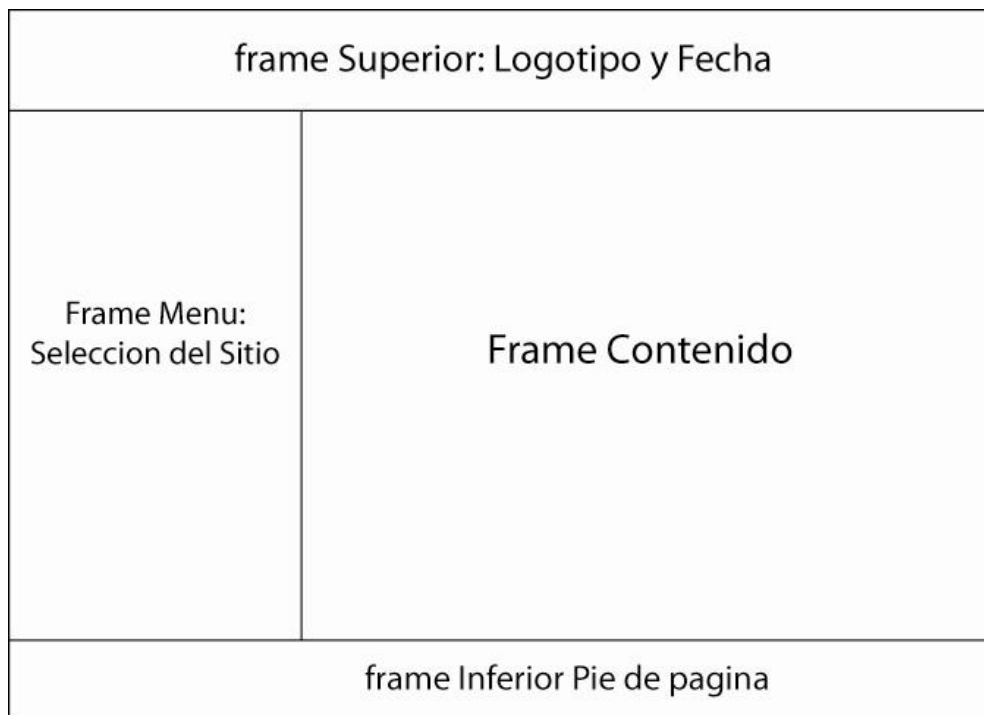 frame Superior: Logotipo y Fecha
Frame Menu:
Seleccion del Sitio
Frame Contenido
frame Inferior Pie de pagina